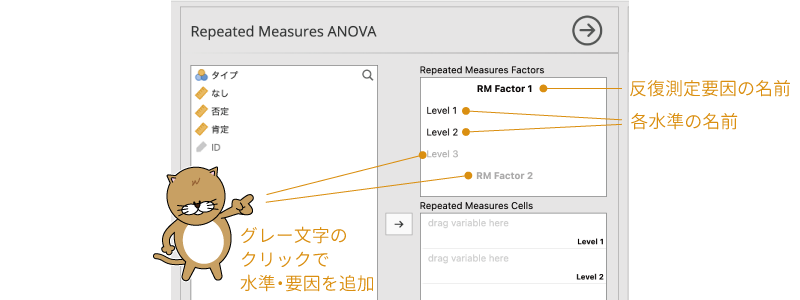 Repeated Measures ANOVA
タイプ
なし
否定
肯定
ID
Repeated Measures Factors
RM Factor 1
Level 1
Level 2
Level 3
RM Factor 2
反復測定要因の名前
各水準の名前
Repeated Measures Cells
drag variable here
Level 1
drag variable here
Level 2
グレー文字の
クリックで
水準・要因を追加